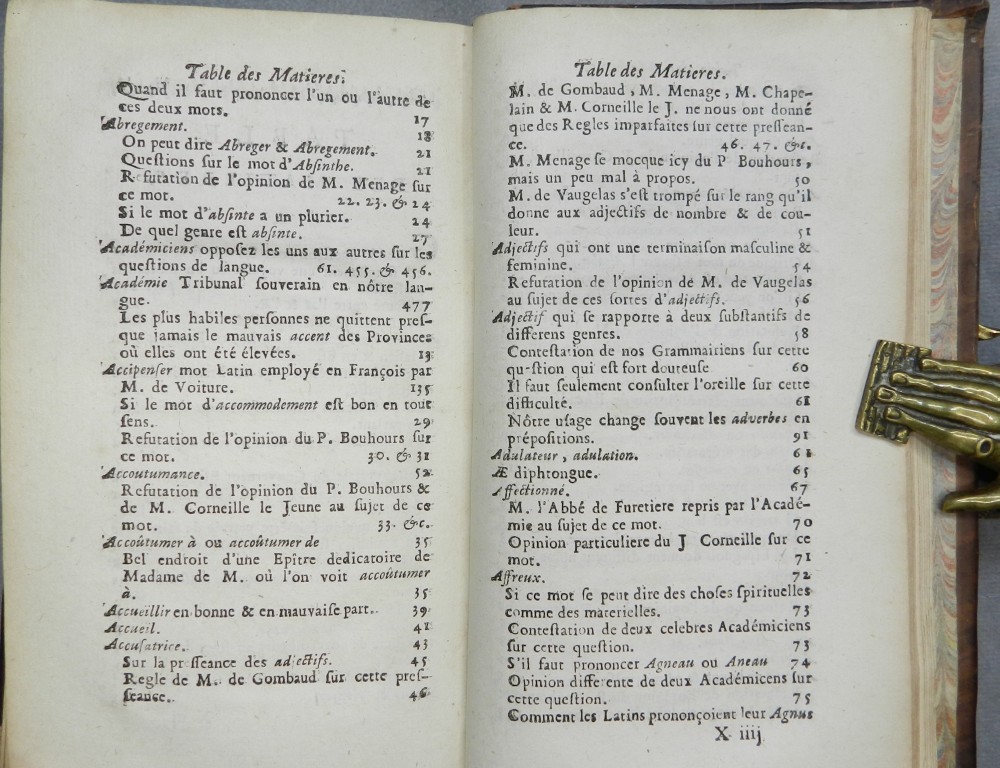 Table des Matieres.
Quand il faut prononcer l'un ou l'autre de
ces deux mots. 17
Abregement. 18
On peut dire Abreger & Abregement. 21
Questions sur le mot d'Absinthe. 21
R futation de l'opinion de M. Menage sur
ce mot. 22. 23. & 24
Si le mot d'absinte a un plurier. 24
De quel genre est absinte. 27
Académiciens opposez les uns aux autres sur les
questions de langue. 61. 455. & 456.
Académie Tribunal souverain en nôtre lan-
gue. 477
Les plus habiles personnes ne quittent pres-
que jamais le mauvais accent des Provinces
où elles ont été élevées. 13
Accipenser mot Latin employé en François par
M. de Voiture. 135
Si le mot d'accommodement est bon en tout
sens. 29
Refutation de l'opinion du P. Bouhours sur
ce mot. 30. & 31
Accoutumance. 52
Refutation de l'opinion du P. Bouhours &
de M. Corneille le Jeune au sujet de ce
mot. 33. &c.
Accoûtumer à ou accoûtumer de 35
Bel endroit d'une Epître dedicatoire de
Madame de M. où l'on voit accoûtumer
à. 35
Accueillir en bonne & en mauvaise part. 39
Accueil. 41
Accusatrice. 43
Sur la pr sseance des adjectifs. 45
Regle de M. de Gombaud sur cette pres-
seance. 46
Table des Matieres.
M. de Gombaud, M. Menage, M. Chape-
lain & M. Corneille le J. ne nous ont donné
que des Regles imparfaites sur cette pressean-
ce. 46. 47. &c.
M. Menage se mocque icy du P. Bouhours,
mais un peu mal à propos. 50
M. de Vaugelas s'est trompé sur le rang qu'il
donne aux adjectifs de nombre & de cou-
leur. 51
Adjectifs qui ont une terminaison masculine &
feminine. 54
Refutation de l'opinion de M. de Vaugelas
au sujet de ces sortes d'adjectifs. 56
Adjectif qui se rapporte à deux substantifs de
differens genres. 58
Contestation de nos Grammairiens sur cette
qu stion qui est fort douteuse 60
Il faut seulement consulter l'oreille sur cette
difficulté. 61
Nôtre usage change souvent les adverbes en
prépositions. 91
Adulateur, adulation. 61
Æ diphtongue. 65
Affectionné. 67
M. l'Abbé de Furetiere repris par l'Acadé-
mie au sujet de ce mot. 70
Opinion particuliere du J Corneille sur ce
mot. 71
Affreux. 72
Si ce mot se peut dire des choses spirituelles
comme des materielles. 73
Contestation de deux celebres Académiciens
sur cette question. 73
S'il faut prononcer Agneau ou Aneau 74
Opinion differente de deux Académicens sur
cette question. 75
Comment les Latins prononçoient leur Agnus
X iiij